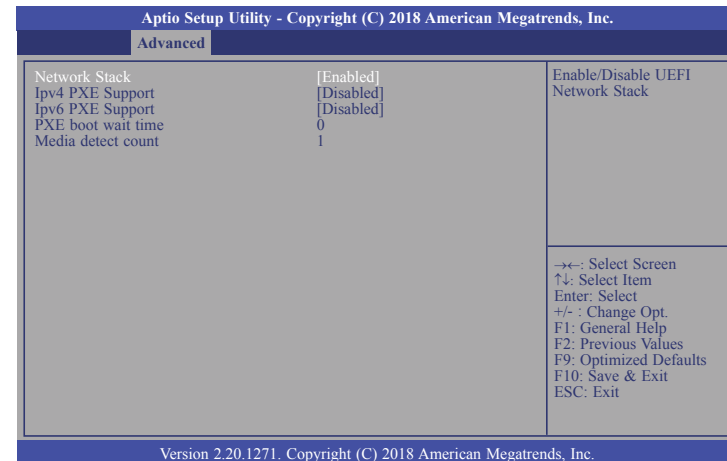 Aptio Setup Utility - Copyright (C) 2018 American Megatrends, Inc.
Advanced
Network Stack [Enabled]
Ipv4 PXE Support [Disabled]
Ipv6 PXE Support [Disabled]
PXE boot wait time 0
Media detect count 1
Enable/Disable UEFI
Network Stack
→←: Select Screen
↑↓: Select Item
Enter: Select
+/- : Change Opt.
F1: General Help
F2: Previous Values
F9: Optimized Defaults
F10: Save & Exit
ESC: Exit
Version 2.20.1271. Copyright (C) 2018 American Megatrends, Inc.